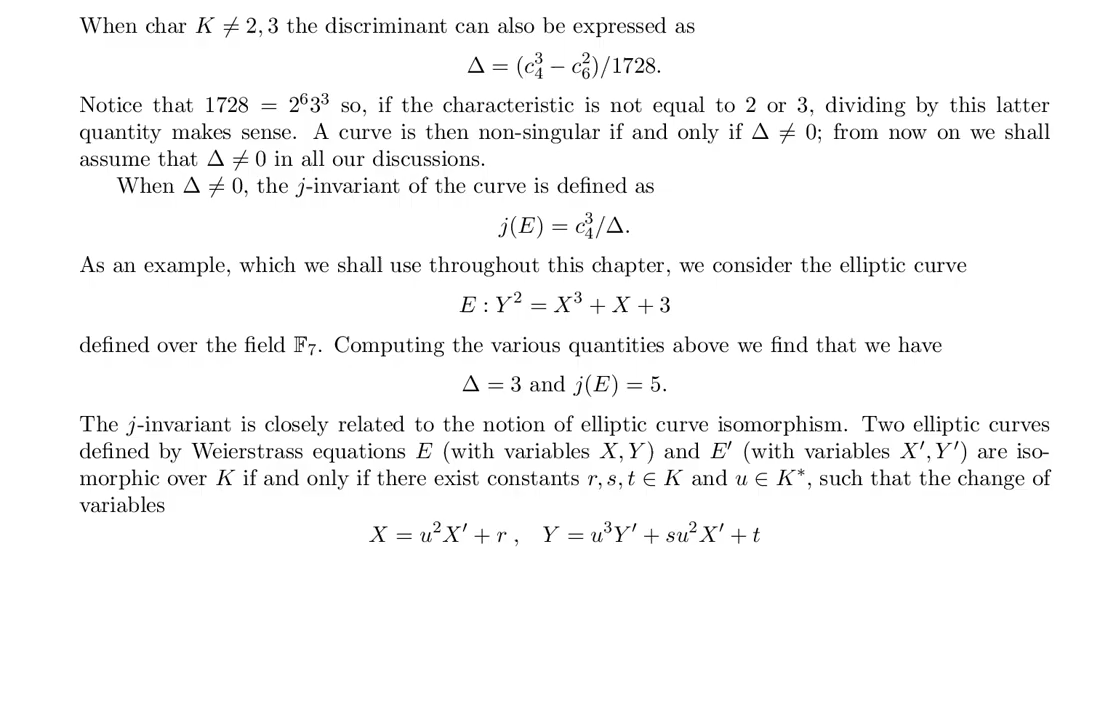 When char K ≠ 2, 3 the discriminant can also be expressed as
Δ = (c₄³ − c₆²)/1728.
Notice that 1728 = 2⁶3³ so, if the characteristic is not equal to 2 or 3, dividing by this latter
quantity makes sense. A curve is then non-singular if and only if Δ ≠ 0; from now on we shall
assume that Δ ≠ 0 in all our discussions.
When Δ ≠ 0, the j-invariant of the curve is defined as
j(E) = c₄³/Δ.
As an example, which we shall use throughout this chapter, we consider the elliptic curve
E : Y² = X³ + X + 3
defined over the field 𝔽₇. Computing the various quantities above we find that we have
Δ = 3 and j(E) = 5.
The j-invariant is closely related to the notion of elliptic curve isomorphism. Two elliptic curves
defined by Weierstrass equations E (with variables X, Y) and E′ (with variables X′, Y′) are iso-
morphic over K if and only if there exist constants r, s, t ∈ K and u ∈ K*, such that the change of
variables
X = u²X′ + r , Y = u³Y′ + su²X′ + t